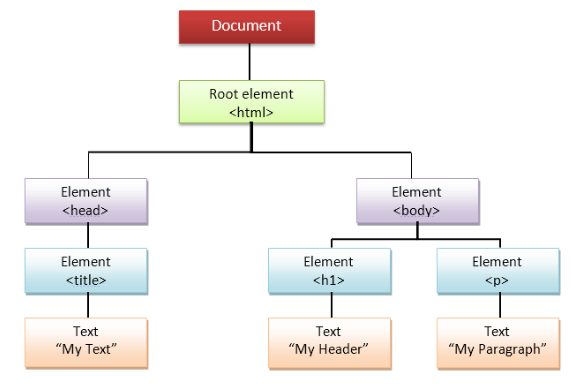 Document
Root element
<html>
Element
<head>
Element
<body>
Element
<title>
Element
<h1>
Element
<p>
Text
“My Text”
Text
“My Header”
Text
“My Paragraph”